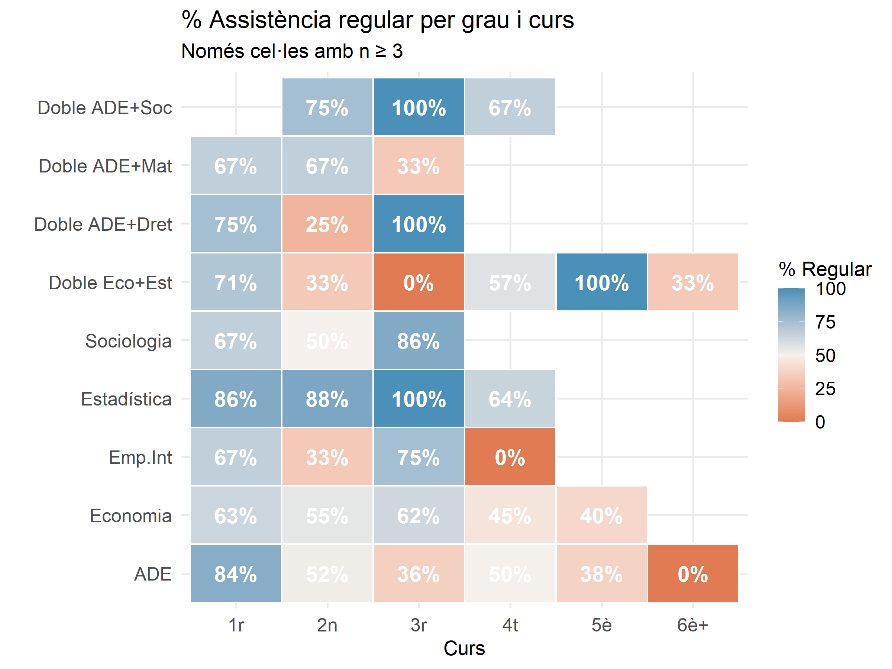 % Assistència regular per grau i curs
Només cel·les amb n ≥ 3
Doble ADE+Soc 75% 100% 67%
Doble ADE+Mat 67% 67% 33%
Doble ADE+Dret 75% 25% 100%
Doble Eco+Est 71% 33% 0% 57% 100% 33%
Sociologia 67% 50% 86%
Estadística 86% 88% 100% 64%
Emp.Int 67% 33% 75% 0%
Economia 63% 55% 62% 45% 40%
ADE 84% 52% 36% 50% 38% 0%
1r 2n 3r 4t 5è 6è+
Curs
% Regular
100
75
50
25
0